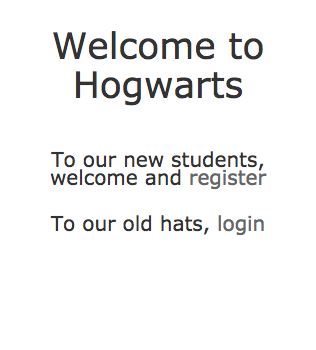 Welcome to
Hogwarts
To our new students,
welcome and register
To our old hats, login